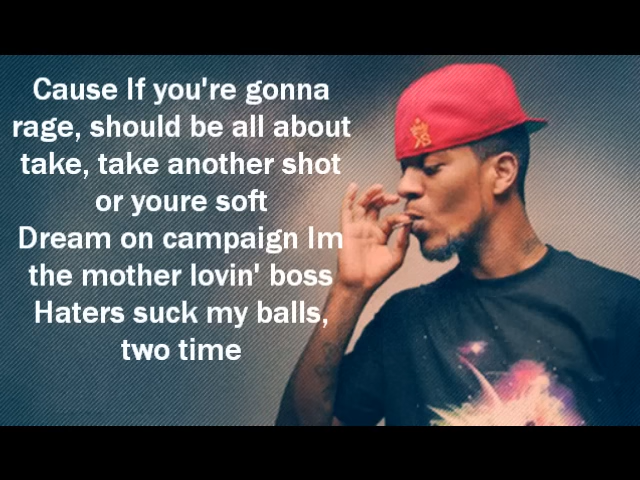 Cause If you're gonna
rage, should be all about
take, take another shot
or youre soft
Dream on campaign Im
the mother lovin' boss
Haters suck my balls,
two time